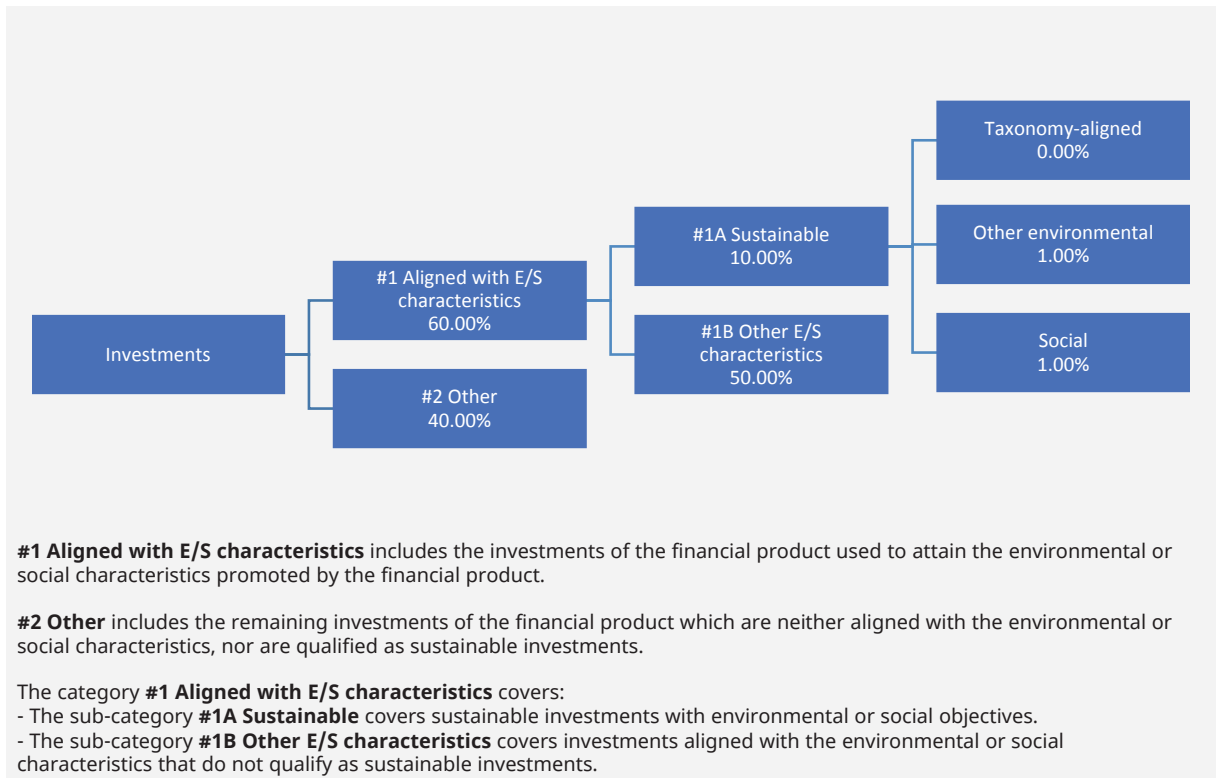 Investments
#1 Aligned with E/S
characteristics
60.00%
#2 Other
40.00%
#1A Sustainable
10.00%
#1B Other E/S
characteristics
50.00%
Taxonomy-aligned
0.00%
Other environmental
1.00%
Social
1.00%
#1 Aligned with E/S characteristics includes the investments of the financial product used to attain the environmental or
social characteristics promoted by the financial product.
#2 Other includes the remaining investments of the financial product which are neither aligned with the environmental or
social characteristics, nor are qualified as sustainable investments.
The category #1 Aligned with E/S characteristics covers:
- The sub-category #1A Sustainable covers sustainable investments with environmental or social objectives.
- The sub-category #1B Other E/S characteristics covers investments aligned with the environmental or social
characteristics that do not qualify as sustainable investments.